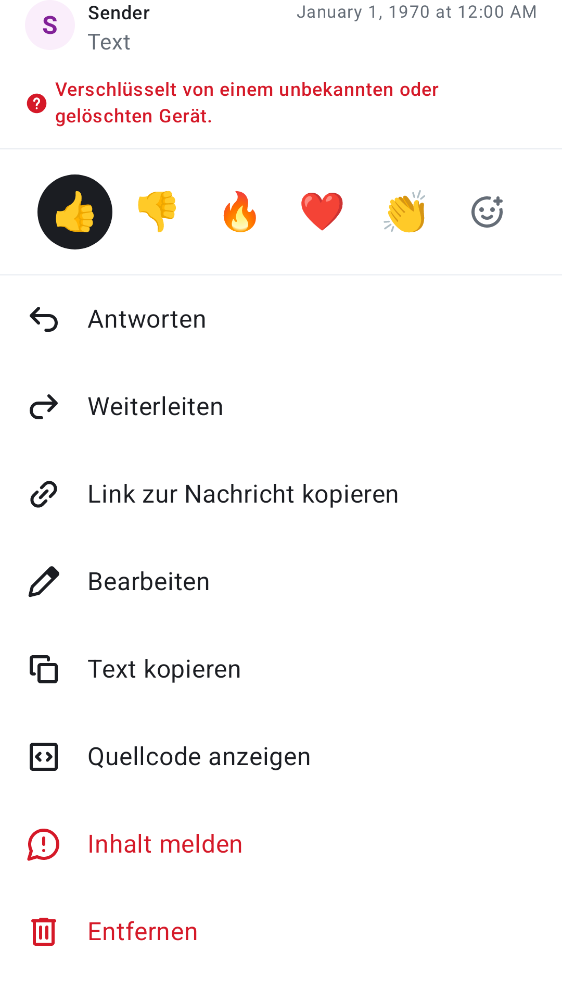 S
Sender
January 1, 1970 at 12:00 AM
Text
Verschlüsselt von einem unbekannten oder
gelöschten Gerät.
Antworten
Weiterleiten
Link zur Nachricht kopieren
Bearbeiten
Text kopieren
Quellcode anzeigen
Inhalt melden
Entfernen